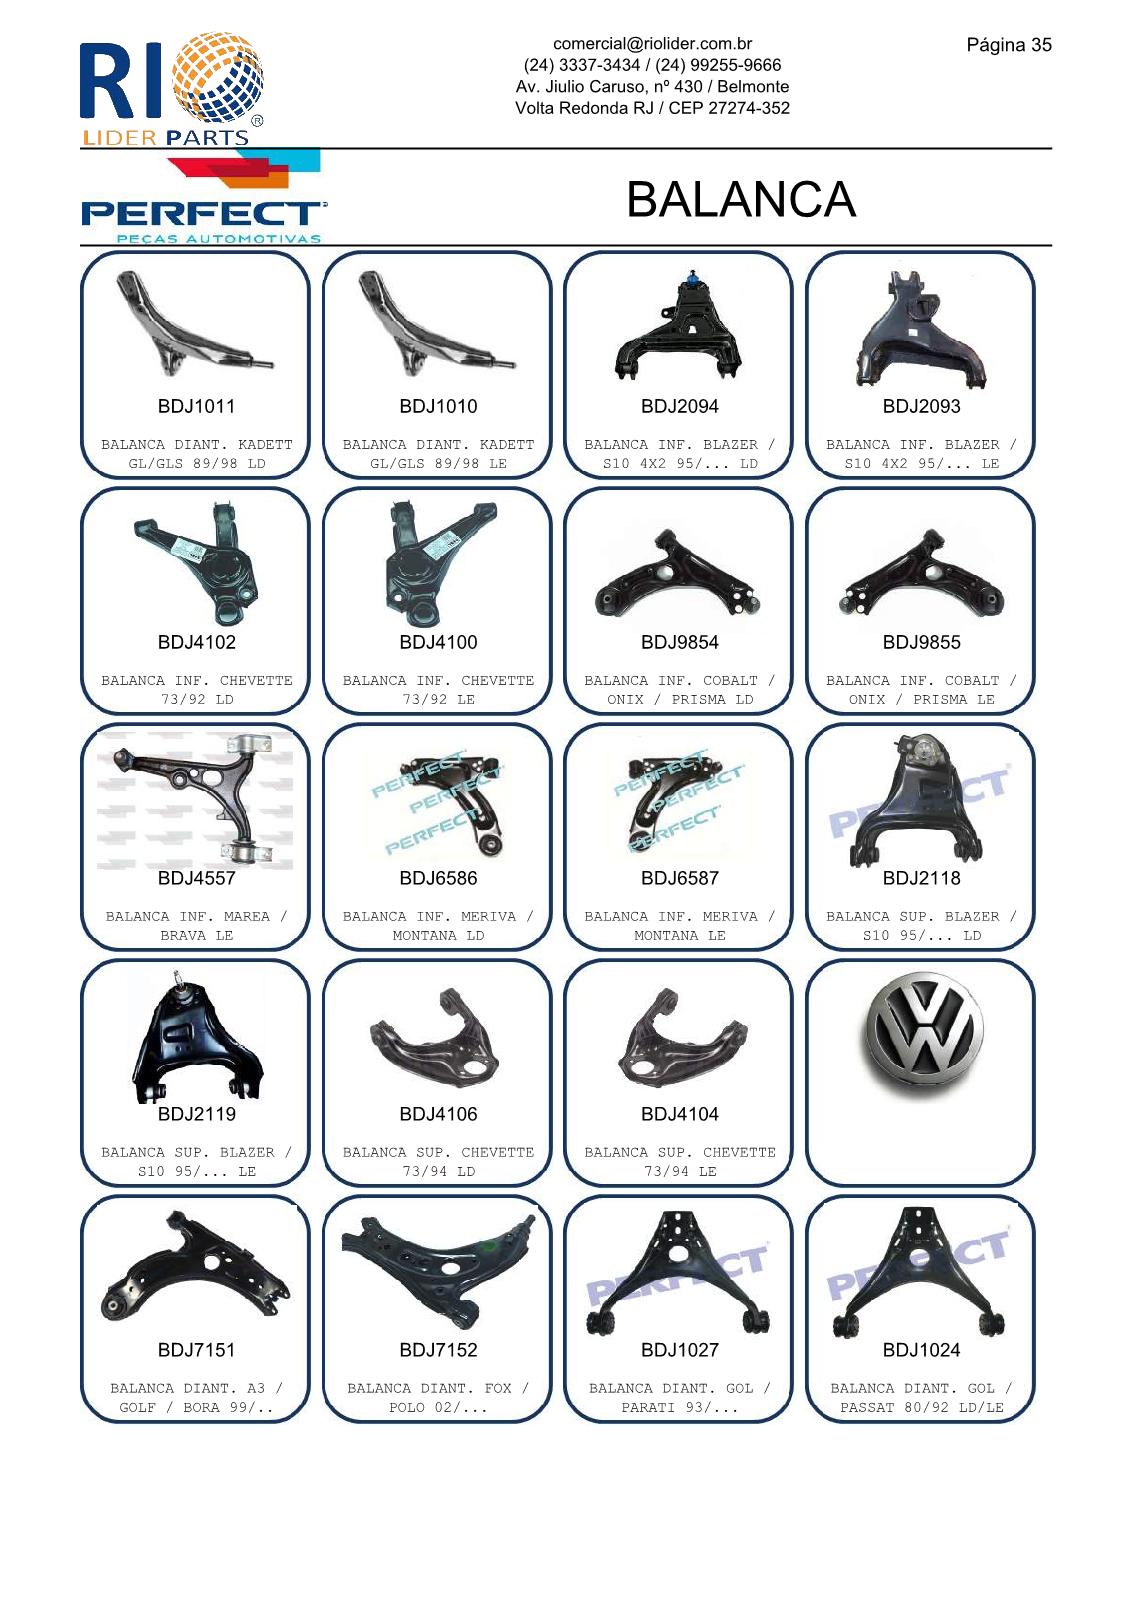 RIO
LIDER PARTS
comercial@riolider.com.br
(24) 3337-3434 / (24) 99255-9666
Av. Jiulio Caruso, nº 430 / Belmonte
Volta Redonda RJ / CEP 27274-352
Página 35
PERFECT
PEÇAS AUTOMOTIVAS
BALANCA
BDJ1011
BALANCA DIANT. KADETT
GL/GLS 89/98 LD
BDJ1010
BALANCA DIANT. KADETT
GL/GLS 89/98 LE
BDJ2094
BALANCA INF. BLAZER /
S10 4X2 95/... LD
BDJ2093
BALANCA INF. BLAZER /
S10 4X2 95/... LE
BDJ4102
BALANCA INF. CHEVETTE
73/92 LD
BDJ4100
BALANCA INF. CHEVETTE
73/92 LE
BDJ9854
BALANCA INF. COBALT /
ONIX / PRISMA LD
BDJ9855
BALANCA INF. COBALT /
ONIX / PRISMA LE
BDJ4557
BALANCA INF. MAREA /
BRAVA LE
PERFECT
PERFECT
PERFECT
BDJ6586
BALANCA INF. MERIVA /
MONTANA LD
PERFECT
PERFECT
PERFECT
BDJ6587
BALANCA INF. MERIVA /
MONTANA LE
PERFECT
BDJ2118
BALANCA SUP. BLAZER /
S10 95/... LD
BDJ2119
BALANCA SUP. BLAZER /
S10 95/... LE
BDJ4106
BALANCA SUP. CHEVETTE
73/94 LD
BDJ4104
BALANCA SUP. CHEVETTE
73/94 LE
VW
BDJ7151
BALANCA DIANT. A3 /
GOLF / BORA 99/..
BDJ7152
BALANCA DIANT. FOX /
POLO 02/...
PERFECT
BDJ1027
BALANCA DIANT. GOL /
PARATI 93/...
PERFECT
BDJ1024
BALANCA DIANT. GOL /
PASSAT 80/92 LD/LE